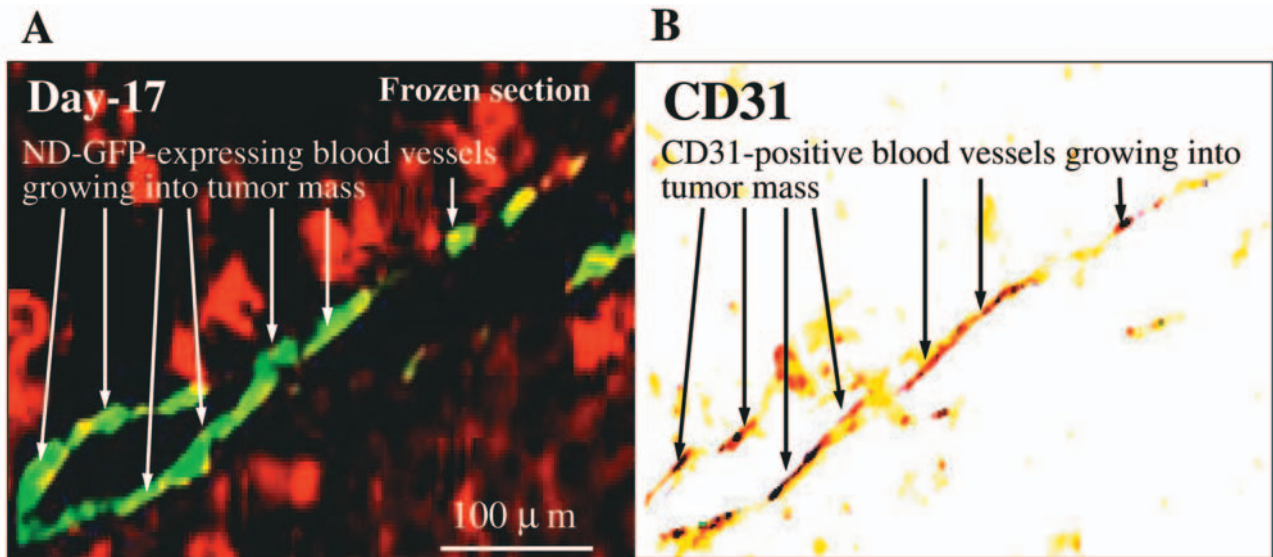 A
B
Day-17
Frozen section
ND-GFP-expressing blood vessels
growing into tumor mass
100 μ m
CD31
CD31-positive blood vessels growing into
tumor mass